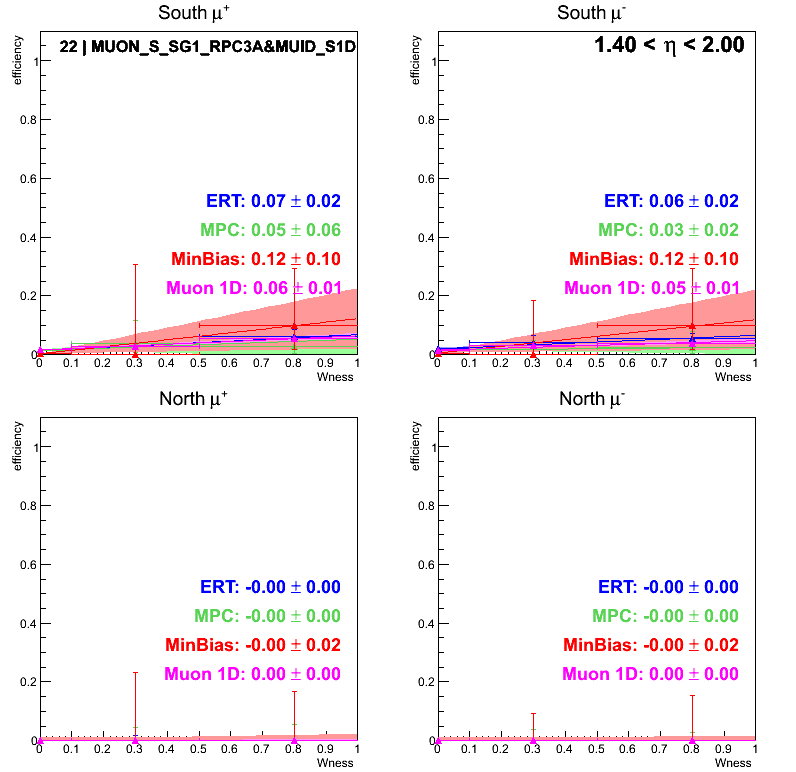 South μ+
efficiency
22 | MUON_S_SG1_RPC3A&MUID_S1D
1
0.8
0.6
0.4
0.2
0
ERT: 0.07 ± 0.02
MPC: 0.05 ± 0.06
MinBias: 0.12 ± 0.10
Muon 1D: 0.06 ± 0.01
0 0.1 0.2 0.3 0.4 0.5 0.6 0.7 0.8 0.9 1
Wness
South μ-
efficiency
1.40 < η < 2.00
1
0.8
0.6
0.4
0.2
0
ERT: 0.06 ± 0.02
MPC: 0.03 ± 0.02
MinBias: 0.12 ± 0.10
Muon 1D: 0.05 ± 0.01
0 0.1 0.2 0.3 0.4 0.5 0.6 0.7 0.8 0.9 1
Wness
North μ+
efficiency
1
0.8
0.6
0.4
0.2
0
ERT: -0.00 ± 0.00
MPC: -0.00 ± 0.00
MinBias: -0.00 ± 0.02
Muon 1D: 0.00 ± 0.00
0 0.1 0.2 0.3 0.4 0.5 0.6 0.7 0.8 0.9 1
Wness
North μ-
efficiency
1
0.8
0.6
0.4
0.2
0
ERT: -0.00 ± 0.00
MPC: -0.00 ± 0.00
MinBias: -0.00 ± 0.02
Muon 1D: 0.00 ± 0.00
0 0.1 0.2 0.3 0.4 0.5 0.6 0.7 0.8 0.9 1
Wness